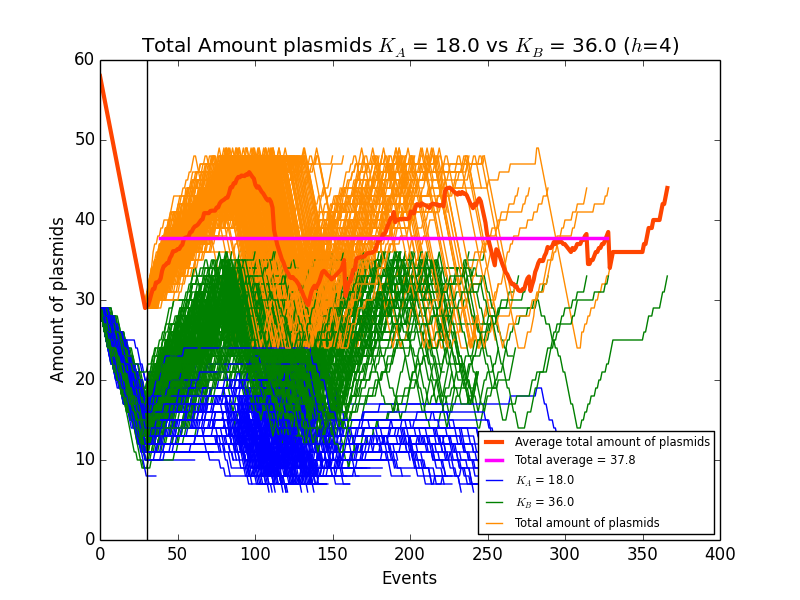 Total Amount plasmids K_A = 18.0 vs K_B = 36.0 (h=4)
60
50
40
30
20
10
0
Amount of plasmids
0 50 100 150 200 250 300 350 400
Events
Average total amount of plasmids
Total average = 37.8
K_A = 18.0
K_B = 36.0
Total amount of plasmids